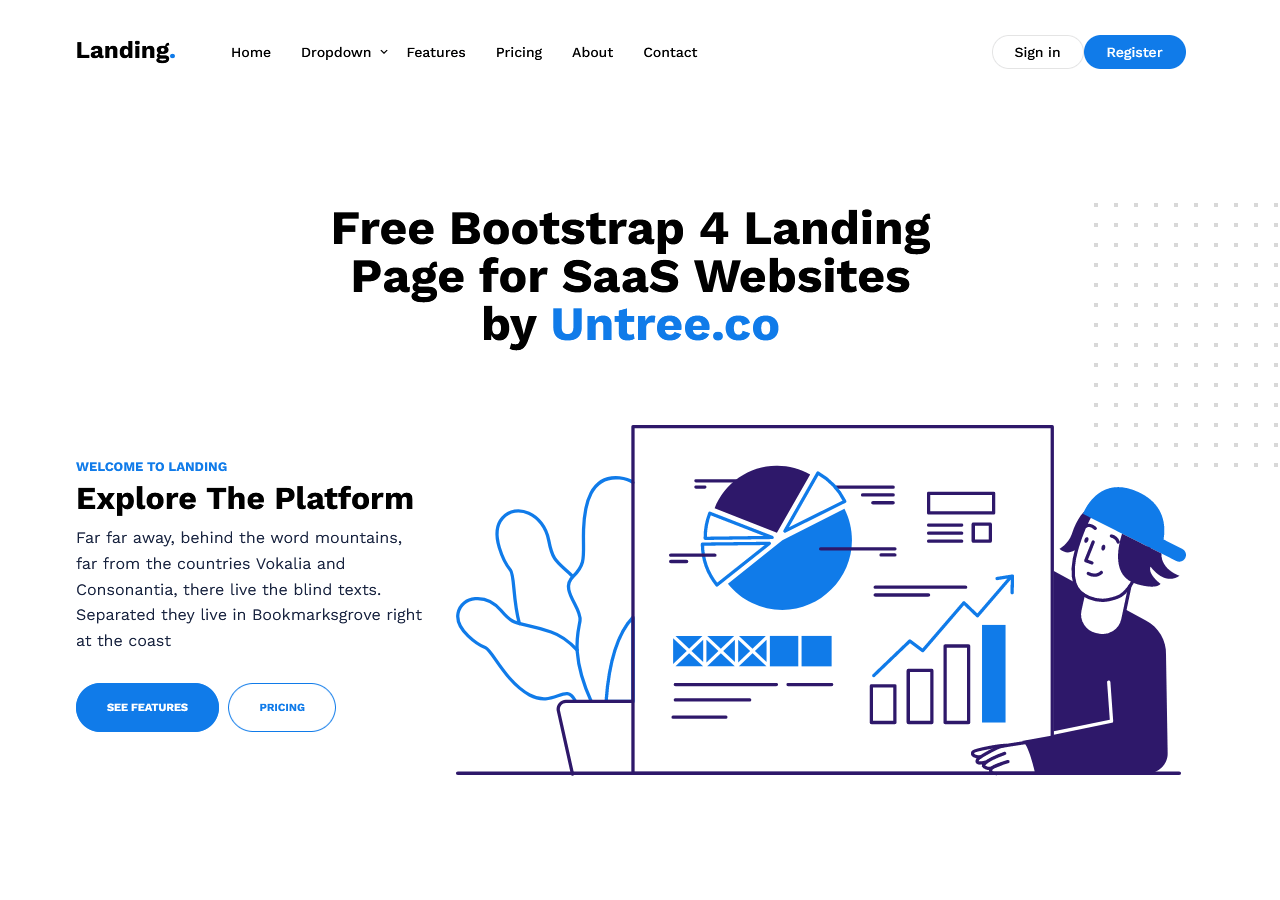 Landing.
Home Dropdown Features Pricing About Contact
Sign in
Register
Free Bootstrap 4 Landing
Page for SaaS Websites
by Untree.co
WELCOME TO LANDING
Explore The Platform
Far far away, behind the word mountains,
far from the countries Vokalia and
Consonantia, there live the blind texts.
Separated they live in Bookmarksgrove right
at the coast
SEE FEATURES
PRICING